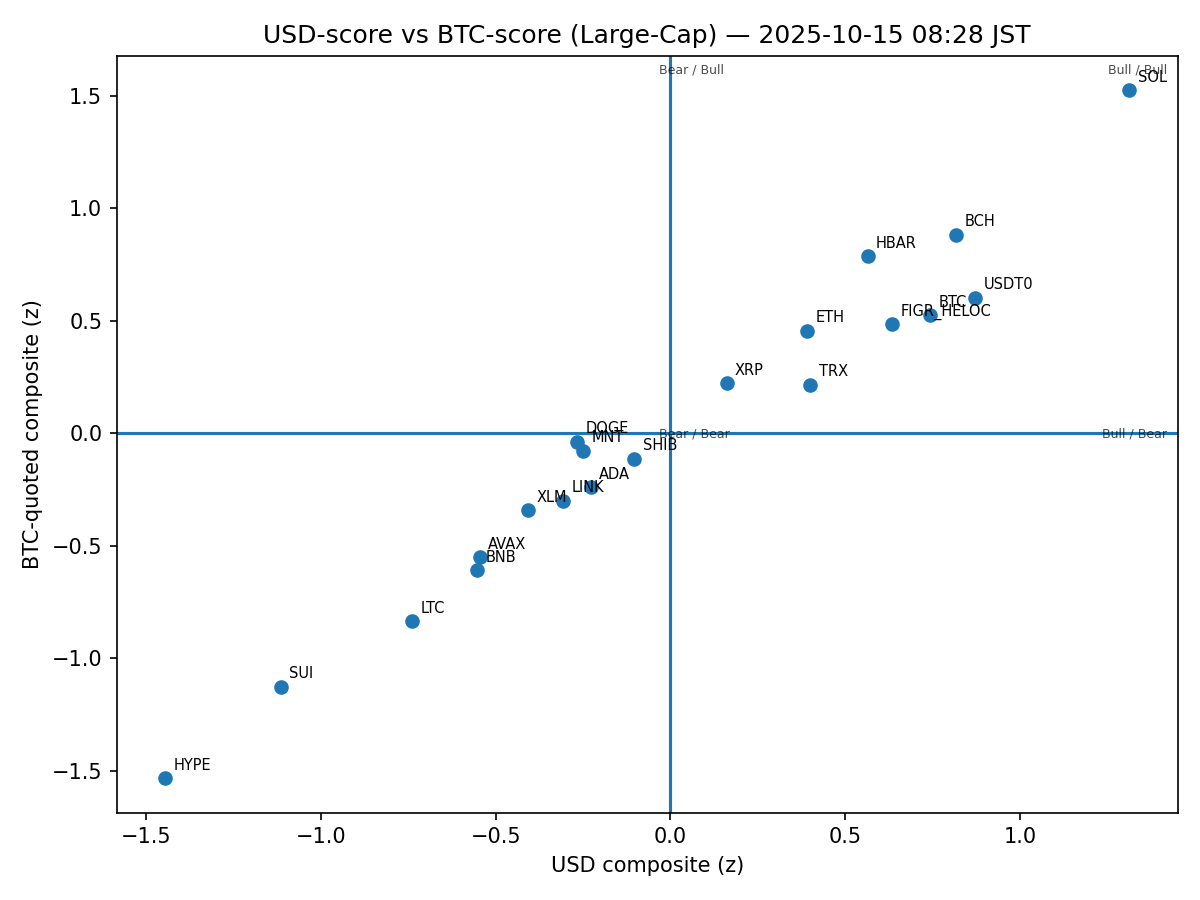 USD-score vs BTC-score (Large-Cap) — 2025-10-15 08:28 JST
Bear / Bull
Bull / Bull
SOL
1.5
BCH
1.0
HBAR
USDT0
BTC
FIGR_HELOC
ETH
0.5
XRP
TRX
DOGE
0.0
Bear / Bear
Bull / Bear
MNT
SHIB
ADA
LINK
XLM
AVAX
−0.5
BNB
LTC
−1.0
SUI
HYPE
−1.5
BTC-quoted composite (z)
−1.5 −1.0 −0.5 0.0 0.5 1.0
USD composite (z)